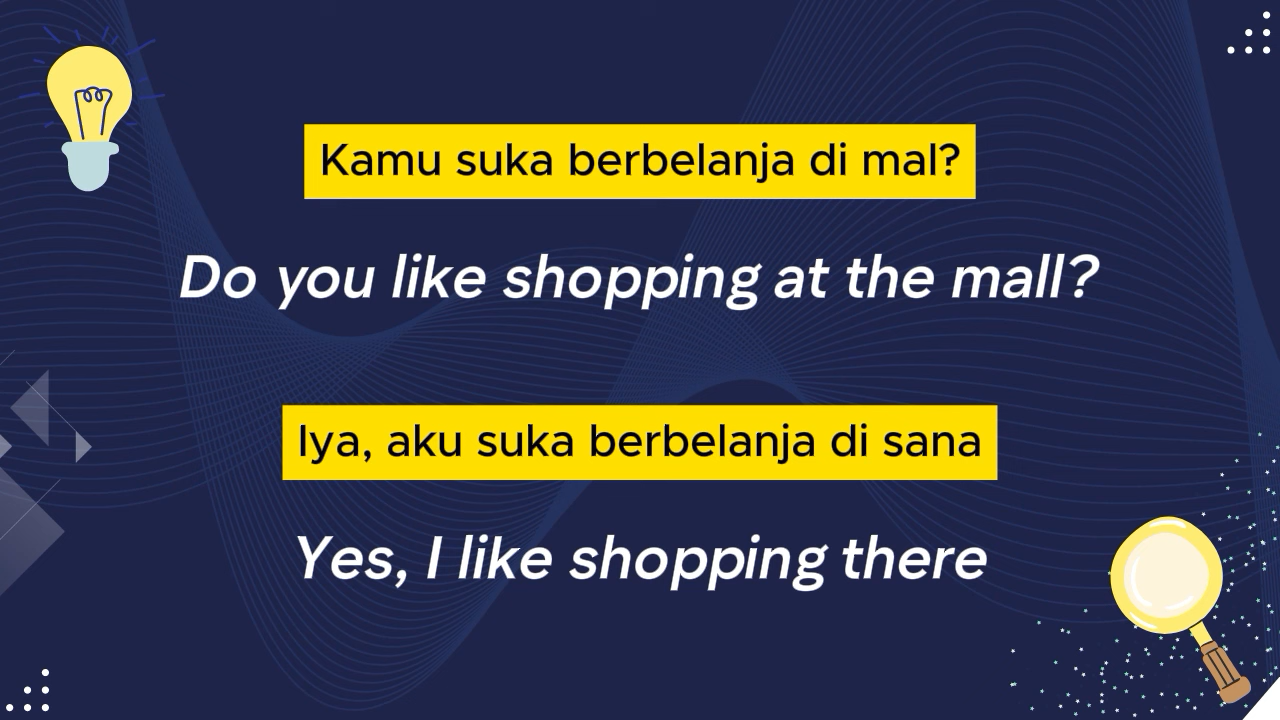 Kamu suka berbelanja di mal?
Do you like shopping at the mall?
Iya, aku suka berbelanja di sana
Yes, I like shopping there